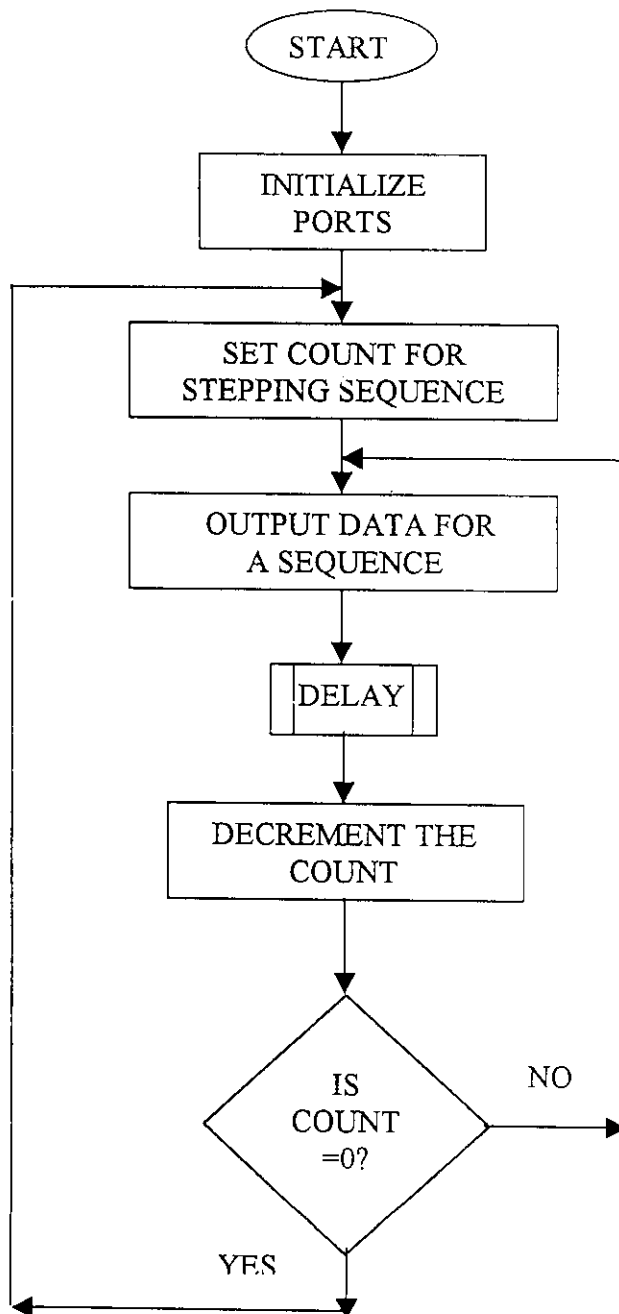 START
INITIALIZE
PORTS
SET COUNT FOR
STEPPING SEQUENCE
OUTPUT DATA FOR
A SEQUENCE
DELAY
DECREMENT THE
COUNT
IS
COUNT
=0?
NO
YES